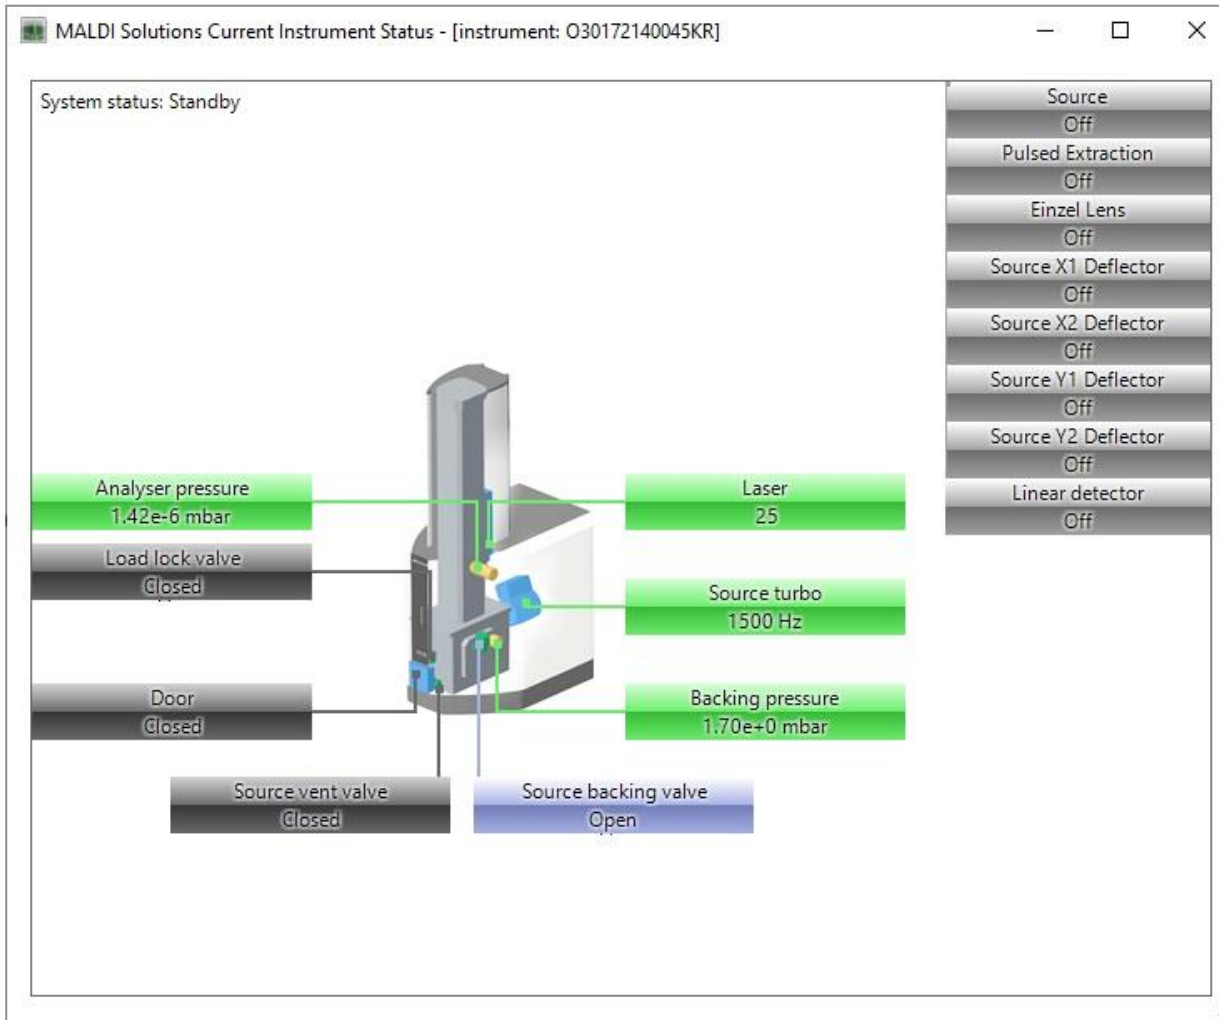 MALDI Solutions Current Instrument Status - [instrument: O30172140045KR]
System status: Standby
Source
Off
Pulsed Extraction
Off
Einzel Lens
Off
Source X1 Deflector
Off
Source X2 Deflector
Off
Source Y1 Deflector
Off
Source Y2 Deflector
Off
Linear detector
Off
Analyser pressure
1.42e-6 mbar
Laser
25
Load lock valve
Closed
Source turbo
1500 Hz
Door
Closed
Backing pressure
1.70e+0 mbar
Source vent valve
Closed
Source backing valve
Open